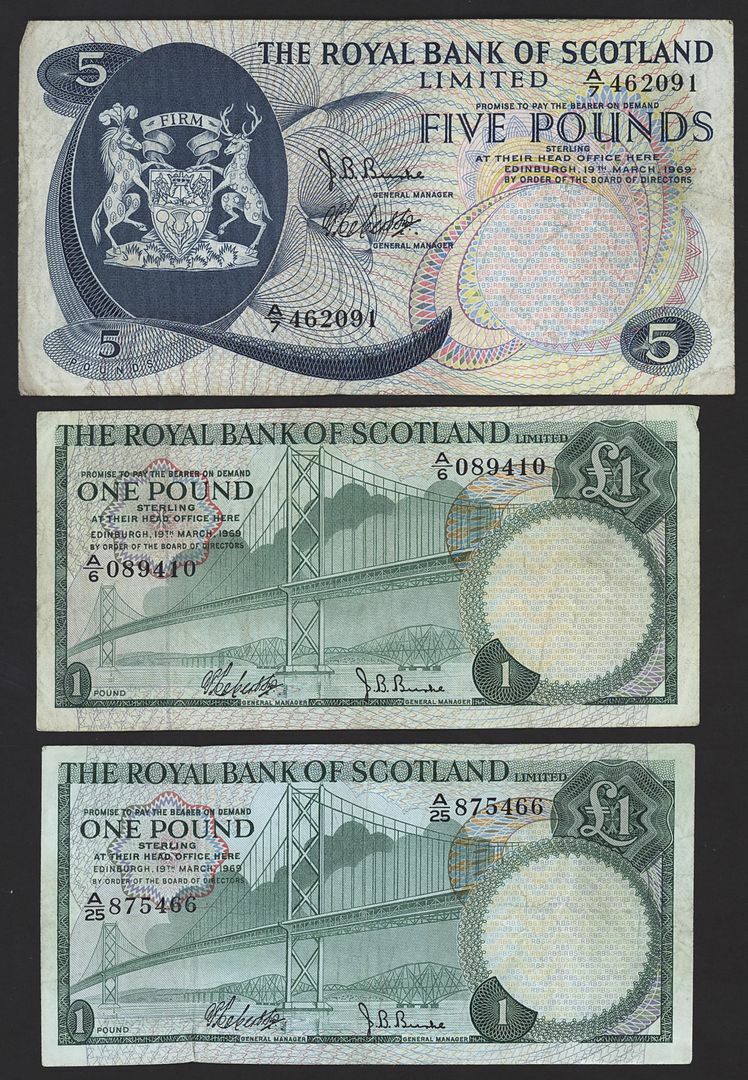 5
THE ROYAL BANK OF SCOTLAND
LIMITED A/7 462091
PROMISE TO PAY THE BEARER ON DEMAND
FIVE POUNDS
STERLING
AT THEIR HEAD OFFICE HERE
EDINBURGH, 19TH MARCH, 1969
BY ORDER OF THE BOARD OF DIRECTORS
FIRM
J. B. Burke
GENERAL MANAGER
GENERAL MANAGER
A/7 462091
5
POUNDS
5
THE ROYAL BANK OF SCOTLAND LIMITED
A/6 089410
£1
PROMISE TO PAY THE BEARER ON DEMAND
ONE POUND
STERLING
AT THEIR HEAD OFFICE HERE
EDINBURGH, 19TH MARCH, 1969
BY ORDER OF THE BOARD OF DIRECTORS
A/6 089410
1 POUND
J. B. Burke
1
GENERAL MANAGER
GENERAL MANAGER
THE ROYAL BANK OF SCOTLAND LIMITED
A/25 875466
£1
PROMISE TO PAY THE BEARER ON DEMAND
ONE POUND
STERLING
AT THEIR HEAD OFFICE HERE
EDINBURGH, 19TH MARCH, 1969
BY ORDER OF THE BOARD OF DIRECTORS
A/25 875466
1 POUND
J. B. Burke
1
GENERAL MANAGER
GENERAL MANAGER